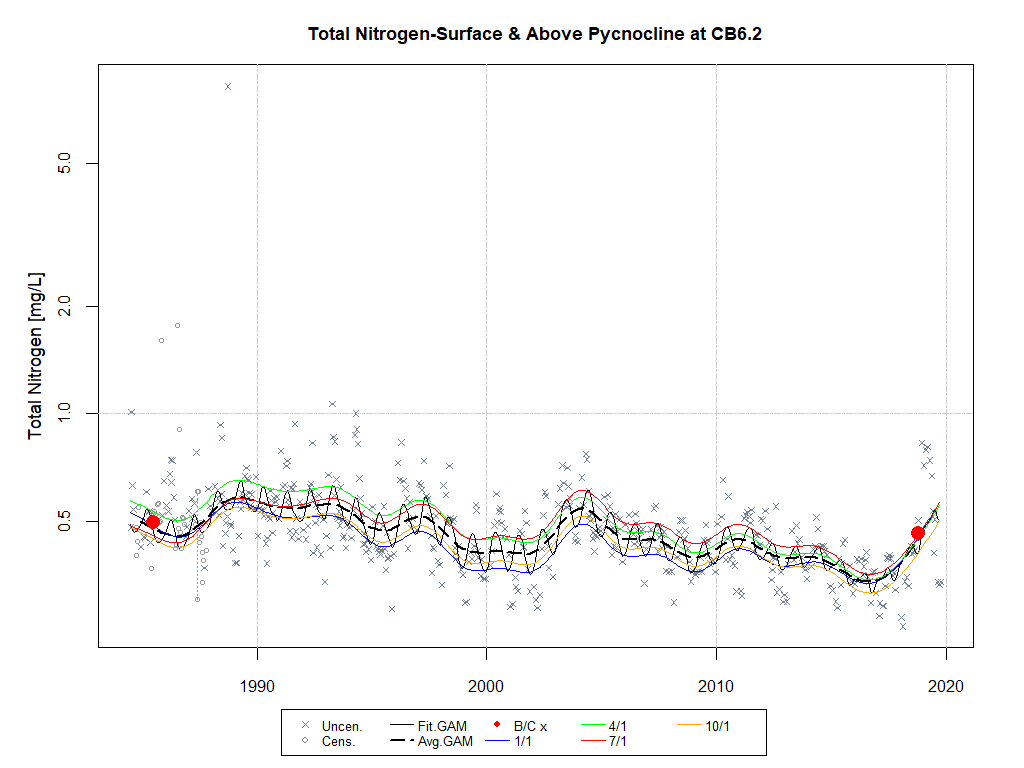 Total Nitrogen-Surface & Above Pycnocline at CB6.2
Total Nitrogen [mg/L]
5.0
2.0
1.0
0.5
1990 2000 2010 2020
Uncen. Fit.GAM B/C x 4/1 10/1
Cens. Avg.GAM 1/1 7/1